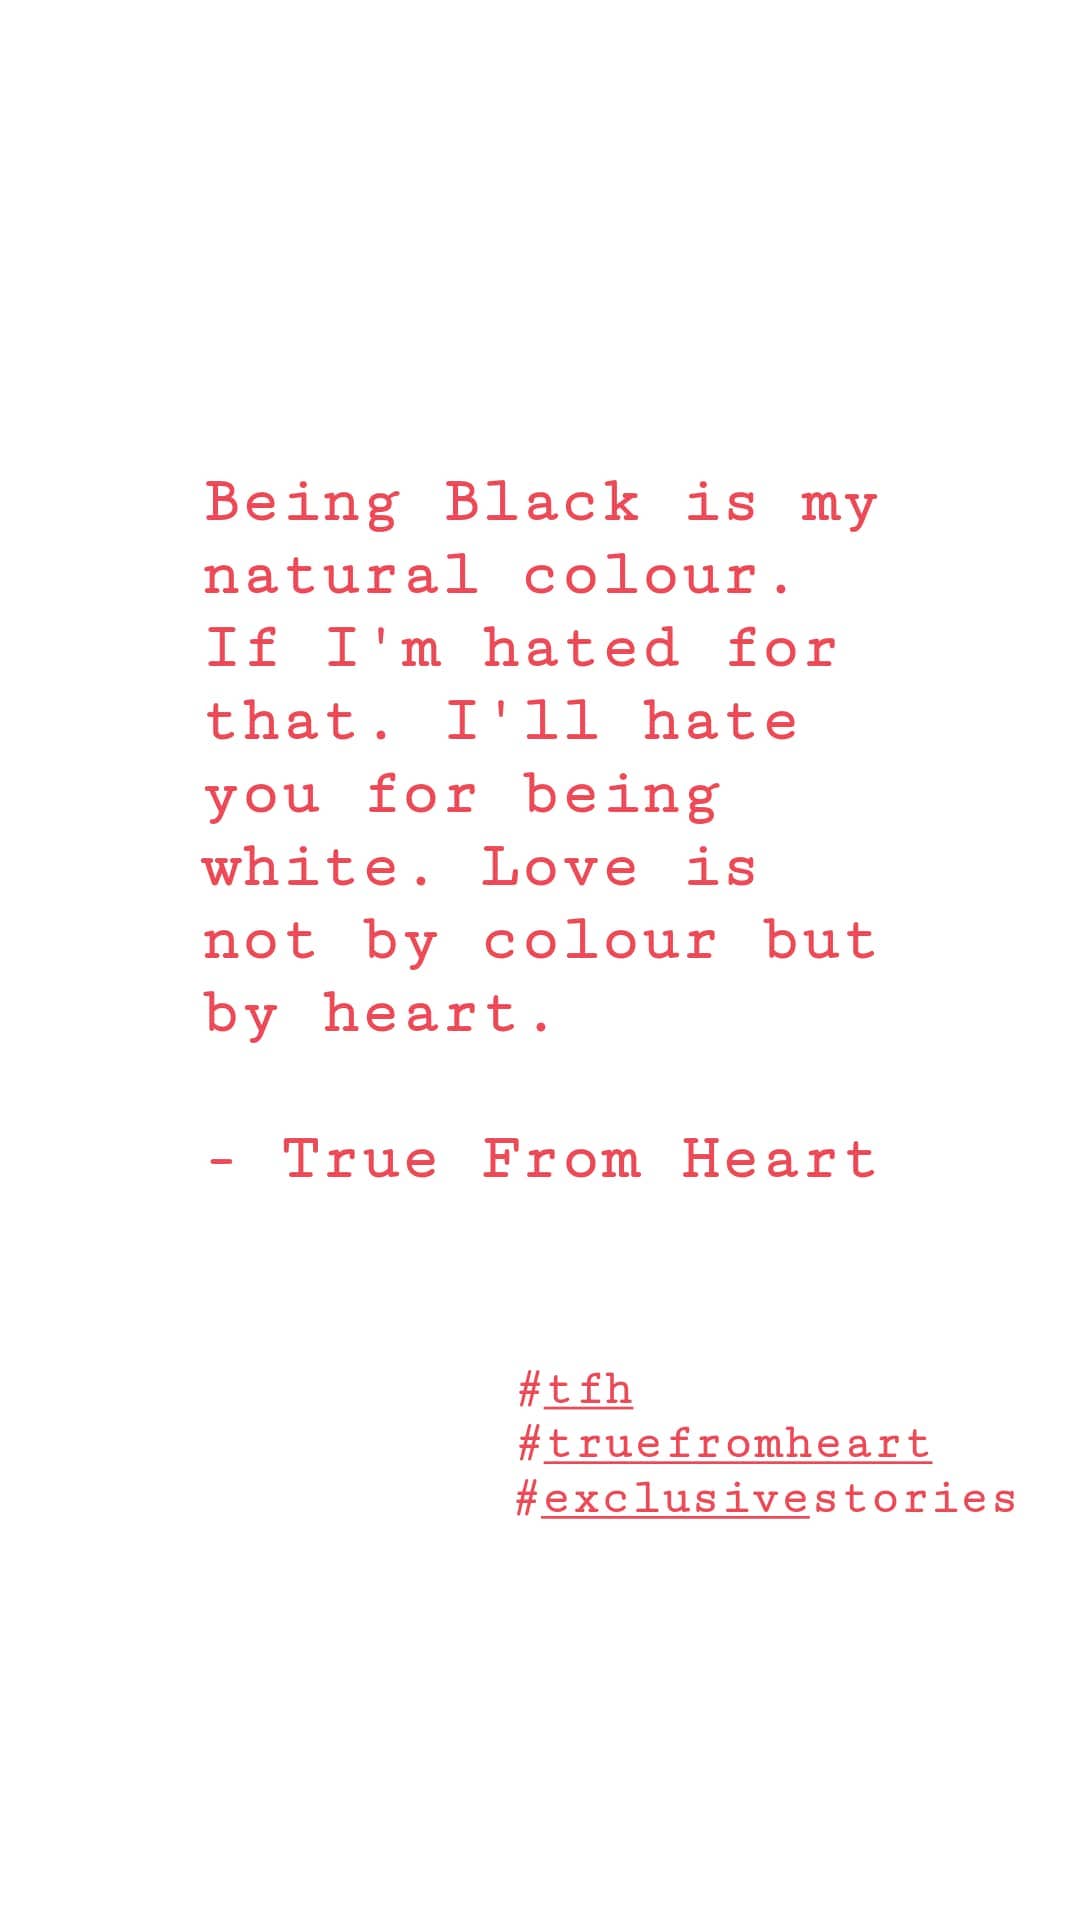 Being Black is my
natural colour.
If I'm hated for
that. I'll hate
you for being
white. Love is
not by colour but
by heart.
- True From Heart
#tfh
#truefromheart
#exclusivestories